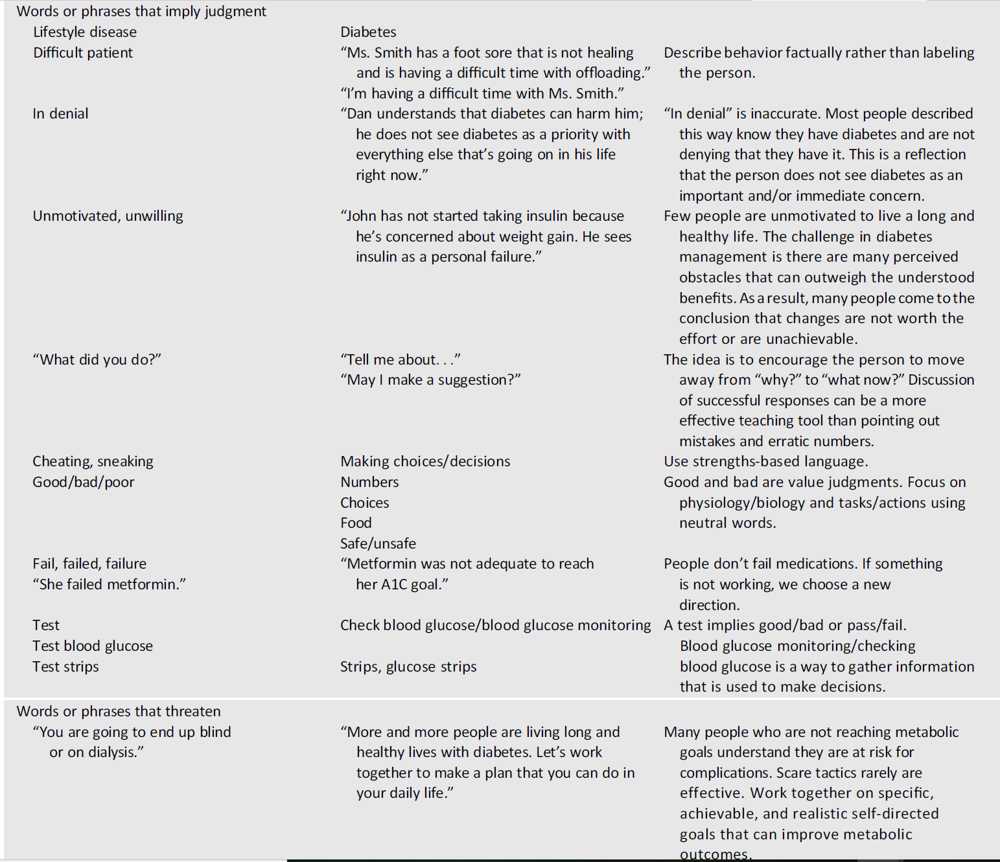 Words or phrases that imply judgment
Lifestyle disease
Diabetes
Difficult patient
“Ms. Smith has a foot sore that is not healing
and is having a difficult time with offloading.”
“I’m having a difficult time with Ms. Smith.”
Describe behavior factually rather than labeling
the person.
In denial
“Dan understands that diabetes can harm him;
he does not see diabetes as a priority with
everything else that’s going on in his life
right now.”
“In denial” is inaccurate. Most people described
this way know they have diabetes and are not
denying that they have it. This is a reflection
that the person does not see diabetes as an
important and/or immediate concern.
Unmotivated, unwilling
“John has not started taking insulin because
he’s concerned about weight gain. He sees
insulin as a personal failure.”
Few people are unmotivated to live a long and
healthy life. The challenge in diabetes
management is there are many perceived
obstacles that can outweigh the understood
benefits. As a result, many people come to the
conclusion that changes are not worth the
effort or are unachievable.
“What did you do?”
“Tell me about. . .”
“May I make a suggestion?”
The idea is to encourage the person to move
away from “why?” to “what now?” Discussion
of successful responses can be a more
effective teaching tool than pointing out
mistakes and erratic numbers.
Cheating, sneaking
Making choices/decisions
Use strengths-based language.
Good/bad/poor
Numbers
Choices
Food
Safe/unsafe
Good and bad are value judgments. Focus on
physiology/biology and tasks/actions using
neutral words.
Fail, failed, failure
“She failed metformin.”
“Metformin was not adequate to reach
her A1C goal.”
People don’t fail medications. If something
is not working, we choose a new
direction.
Test
Test blood glucose
Test strips
Check blood glucose/blood glucose monitoring
Strips, glucose strips
A test implies good/bad or pass/fail.
Blood glucose monitoring/checking
blood glucose is a way to gather information
that is used to make decisions.
Words or phrases that threaten
“You are going to end up blind
or on dialysis.”
“More and more people are living long and
healthy lives with diabetes. Let’s work
together to make a plan that you can do in
your daily life.”
Many people who are not reaching metabolic
goals understand they are at risk for
complications. Scare tactics rarely are
effective. Work together on specific,
achievable, and realistic self-directed
goals that can improve metabolic
outcomes.